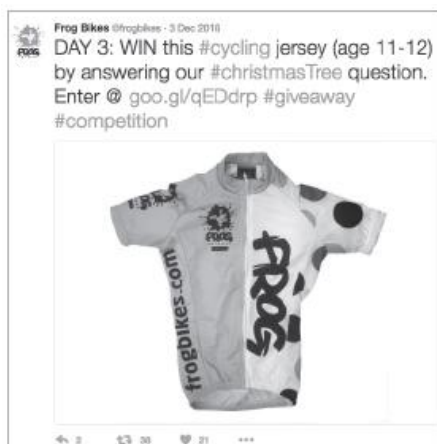 Frog Bikes @frogbikes · 3 Dec 2016
DAY 3: WIN this #cycling jersey (age 11-12)
by answering our #christmasTree question.
Enter @ goo.gl/qEDdrp #giveaway
#competition
FROG
frogbikes.com
FROG
2 38 21